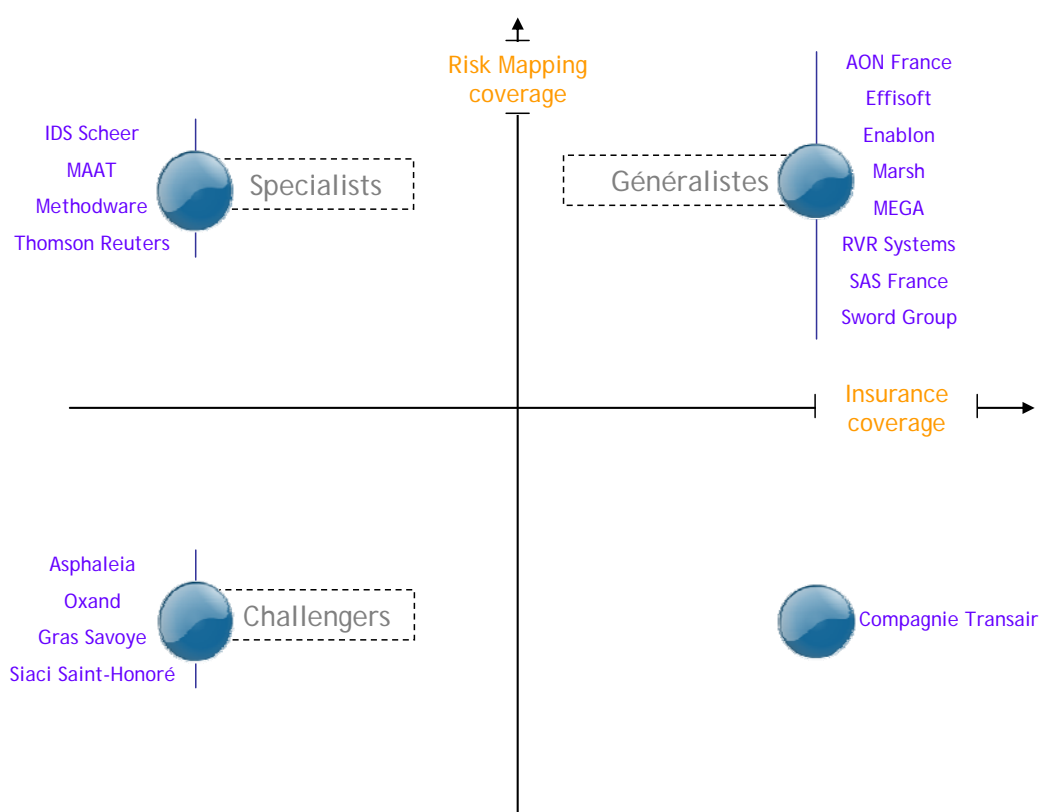 Risk Mapping
coverage
IDS Scheer
MAAT
Methodware
Thomson Reuters
Specialists
Généralistes
AON France
Effisoft
Enablon
Marsh
MEGA
RVR Systems
SAS France
Sword Group
Insurance
coverage
Asphaleia
Oxand
Gras Savoye
Siaci Saint-Honoré
Challengers
Compagnie Transair